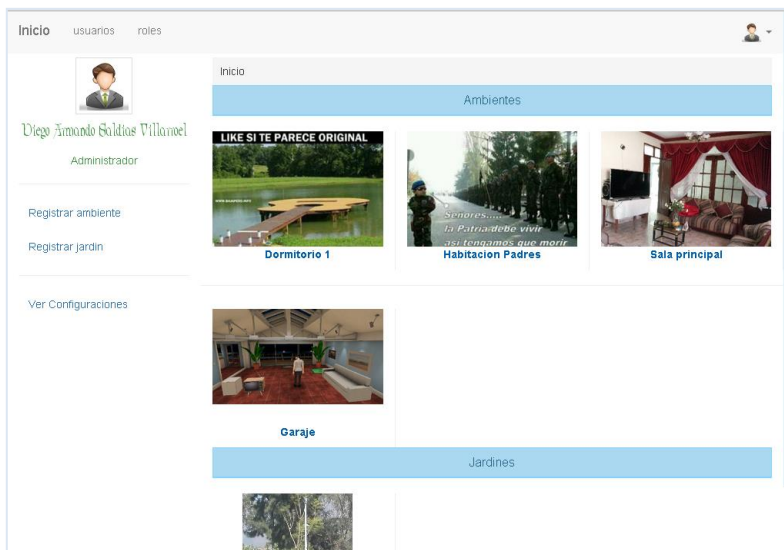 Inicio usuarios roles
Diego Armando Saldias Villarroel
Administrador
Registrar ambiente
Registrar jardin
Ver Configuraciones
Inicio
Ambientes
LIKE SI TE PARECE ORIGINAL
Dormitorio 1
Señores.....
la Patria debe vivir
asi tengamos que morir
Habitacion Padres
Sala principal
Garaje
Jardines